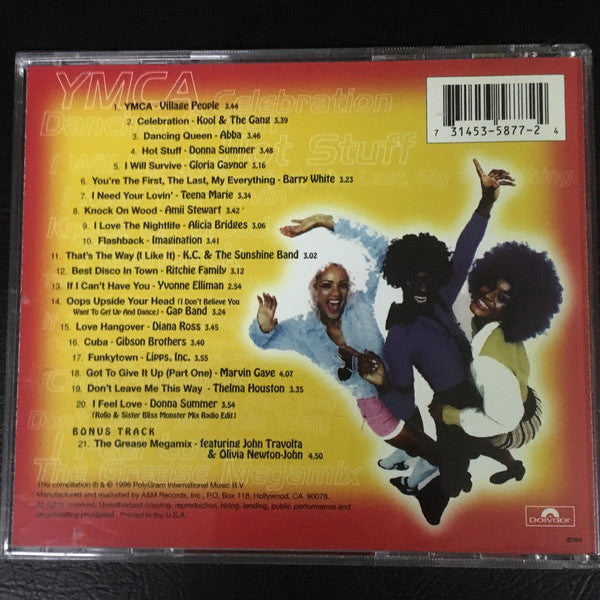 YMCA
Celebration
Hot Stuff
1. YMCA - Village People 3.44
2. Celebration - Kool & The Gang 3.39
3. Dancing Queen - Abba 3.46
4. Hot Stuff - Donna Summer 3.48
5. I Will Survive - Gloria Gaynor 3.16
6. You're The First, The Last, My Everything - Barry White 3.23
7. I Need Your Lovin' - Teena Marie 3.34
8. Knock On Wood - Amii Stewart 3.42
9. I Love The Nightlife - Alicia Bridges 3.06
10. Flashback - Imagination 3.41
11. That's The Way (I Like It) - K.C. & The Sunshine Band 3.02
12. Best Disco In Town - Ritchie Family 3.12
13. If I Can't Have You - Yvonne Elliman 2.54
14. Oops Upside Your Head (I Don't Believe You
Want To Get Up And Dance) - Gap Band 3.24
15. Love Hangover - Diana Ross 3.45
16. Cuba - Gibson Brothers 3.40
17. Funkytown - Lipps, Inc. 3.55
18. Got To Give It Up (Part One) - Marvin Gaye 4.07
19. Don't Leave Me This Way - Thelma Houston 3.35
20. I Feel Love - Donna Summer 3.54
(Rollo & Sister Bliss Monster Mix Radio Edit)
BONUS TRACK
21. The Grease Megamix - featuring John Travolta
& Olivia Newton-John 4.50
The Grease Megamix
This compilation ℗ & © 1996 PolyGram International Music B.V.
Manufactured and marketed by A&M Records, Inc., P.O. Box 118, Hollywood, CA 90078.
All rights reserved. Unauthorized copying, reproduction, hiring, lending, public performance and
broadcasting prohibited. Printed in the U.S.A.
7 31453-5877-2 4
Polydor